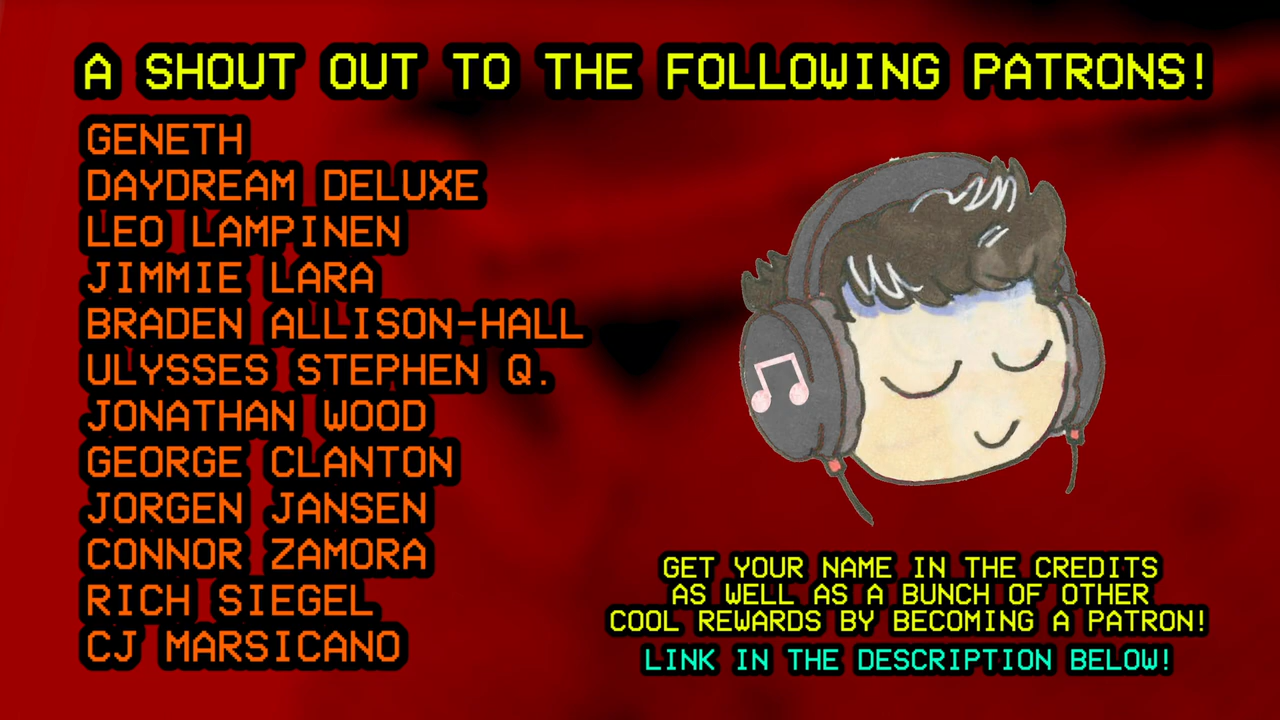 A SHOUT OUT TO THE FOLLOWING PATRONS!
GENETH
DAYDREAM DELUXE
LEO LAMPINEN
JIMMIE LARA
BRADEN ALLISON-HALL
ULYSSES STEPHEN Q.
JONATHAN WOOD
GEORGE CLANTON
JORGEN JANSEN
CONNOR ZAMORA
RICH SIEGEL
CJ MARSICANO
GET YOUR NAME IN THE CREDITS
AS WELL AS A BUNCH OF OTHER
COOL REWARDS BY BECOMING A PATRON!
LINK IN THE DESCRIPTION BELOW!